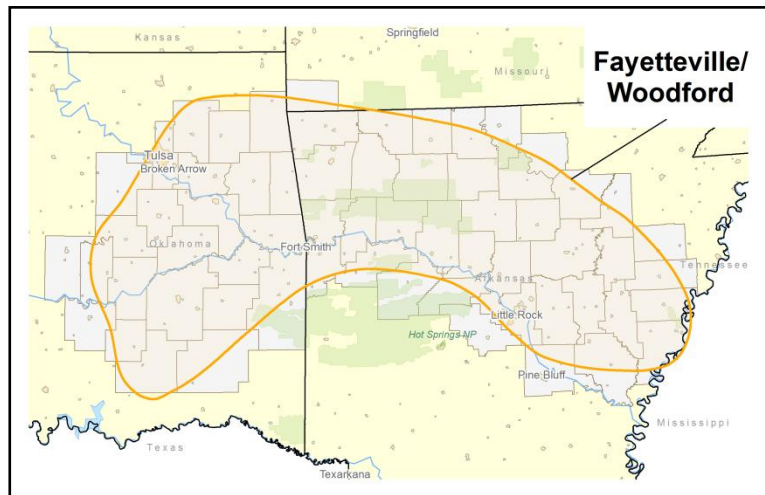 Kansas
Springfield
Missouri
Fayetteville/
Woodford
Tulsa
Broken Arrow
Oklahoma
Fort Smith
Tennessee
Arkansas
Little Rock
Hot Springs NP
Pine Bluff
Mississippi
Texas
Texarkana